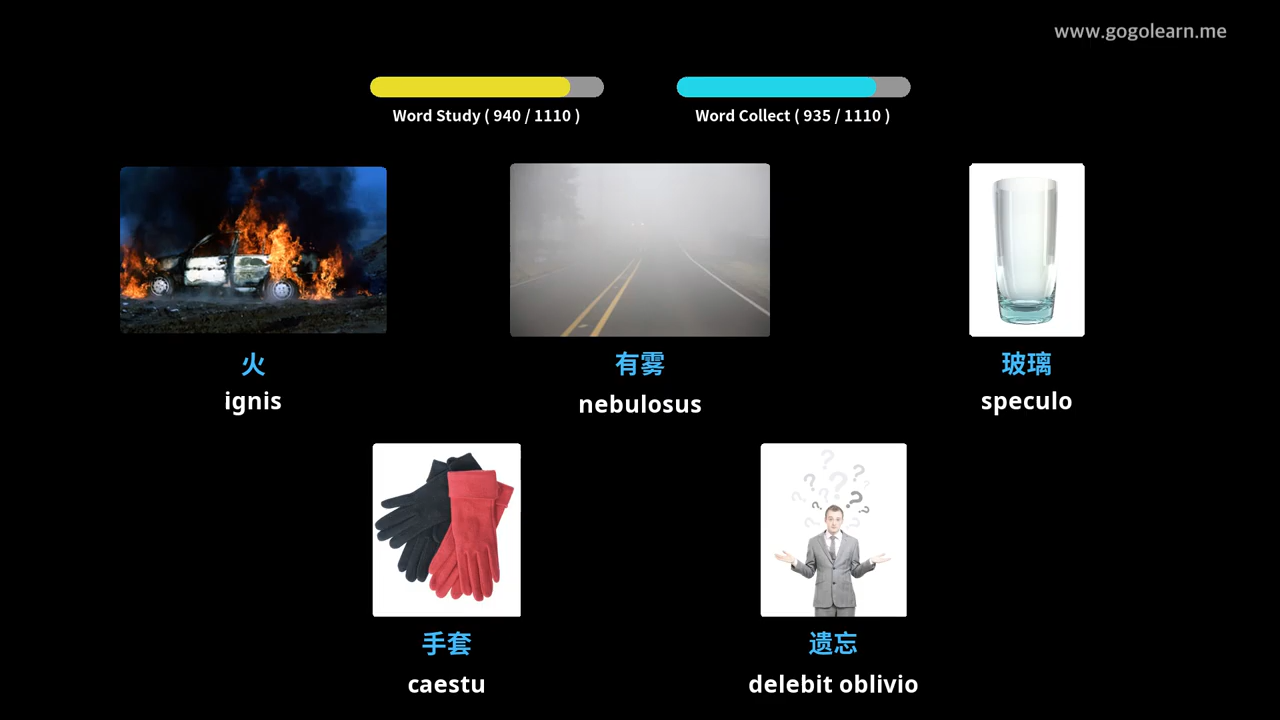 www.gogolearn.me
Word Study ( 940 / 1110 )
Word Collect ( 935 / 1110 )
火
ignis
有雾
nebulosus
玻璃
speculo
手套
caestu
遗忘
delebit oblivio